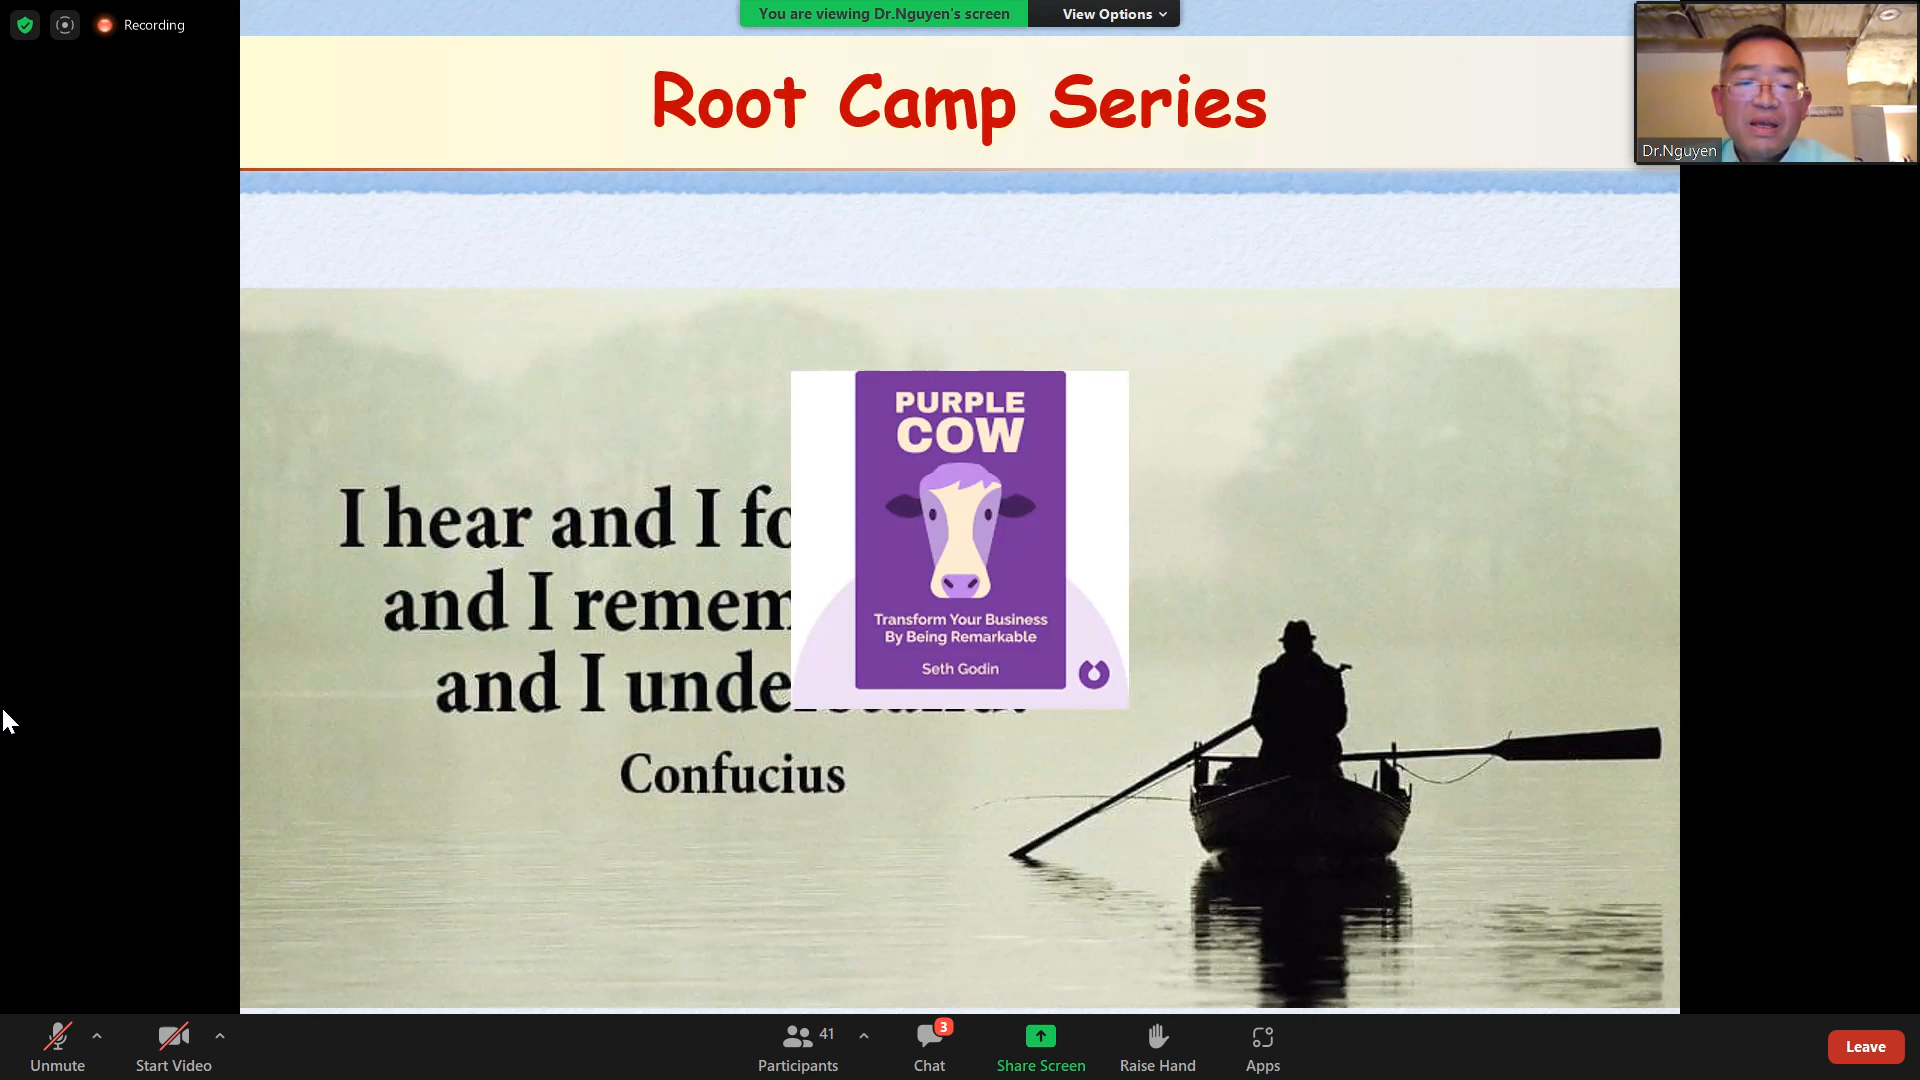 Recording
You are viewing Dr.Nguyen's screen
View Options
Root Camp Series
Dr.Nguyen
I hear and I fo
and I remem
and I unde
Confucius
PURPLE
COW
Transform Your Business
By Being Remarkable
Seth Godin
Unmute
Start Video
41
Participants
3
Chat
Share Screen
Raise Hand
Apps
Leave